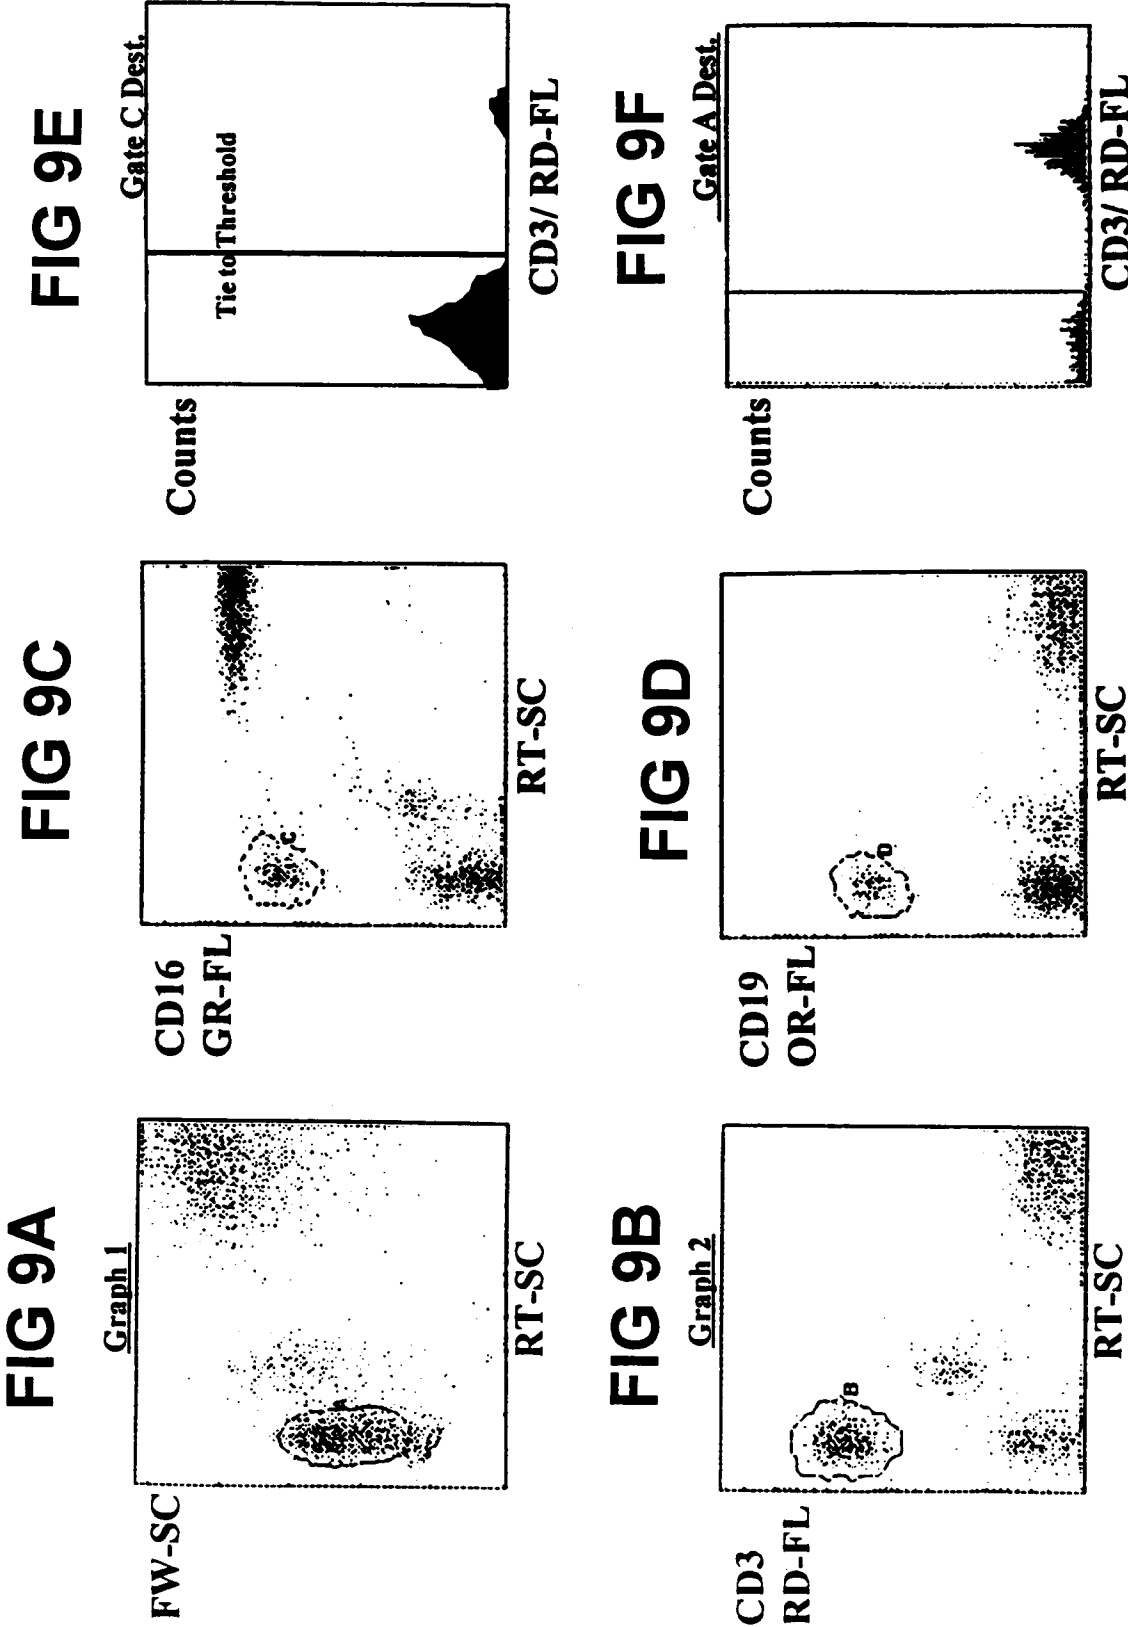 FIG 9A
Graph 1
FW-SC
A
RT-SC
FIG 9B
Graph 2
CD3
RD-FL
B
RT-SC
FIG 9C
CD16
GR-FL
C
RT-SC
FIG 9D
CD19
OR-FL
D
RT-SC
FIG 9E
Gate C Dest.
Counts
Tie to Threshold
CD3/ RD-FL
FIG 9F
Gate A Dest.
Counts
CD3/ RD-FL